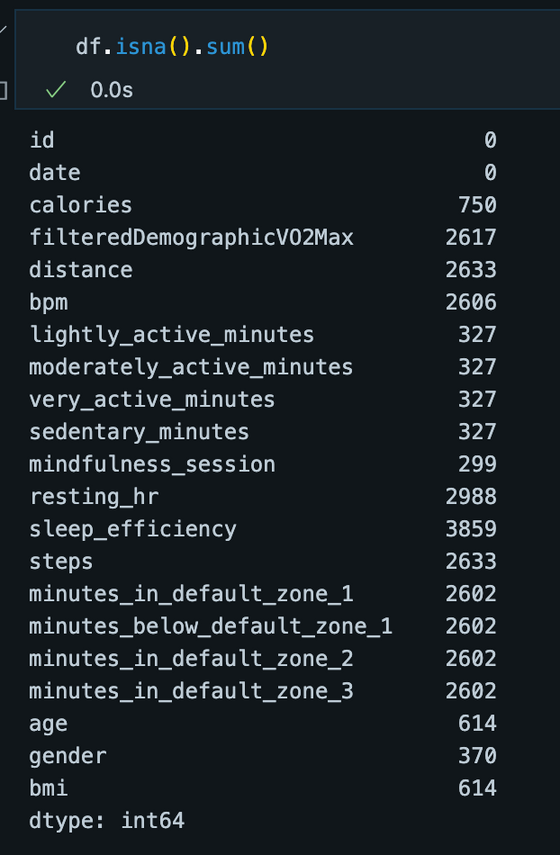 df.isna().sum()
0.0s
id 0
date 0
calories 750
filteredDemographicVO2Max 2617
distance 2633
bpm 2606
lightly_active_minutes 327
moderately_active_minutes 327
very_active_minutes 327
sedentary_minutes 327
mindfulness_session 299
resting_hr 2988
sleep_efficiency 3859
steps 2633
minutes_in_default_zone_1 2602
minutes_below_default_zone_1 2602
minutes_in_default_zone_2 2602
minutes_in_default_zone_3 2602
age 614
gender 370
bmi 614
dtype: int64